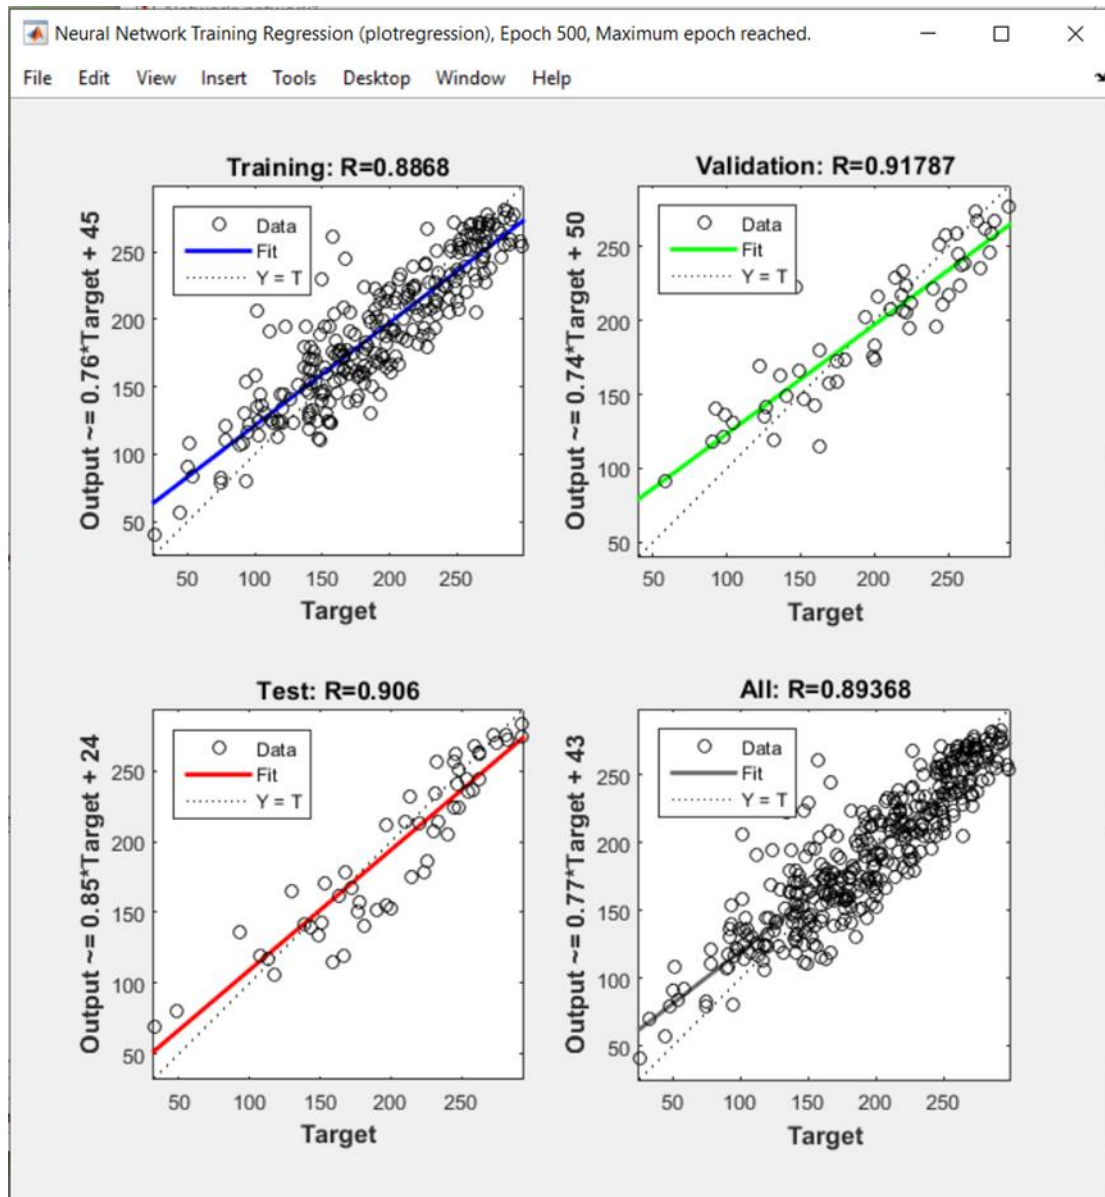 Neural Network Training Regression (plotregression), Epoch 500, Maximum epoch reached.
File Edit View Insert Tools Desktop Window Help
Training: R=0.8868
Output ~= 0.76*Target + 45
Data
Fit
Y = T
250
200
150
100
50
50 100 150 200 250
Target
Validation: R=0.91787
Output ~= 0.74*Target + 50
Data
Fit
Y = T
250
200
150
100
50
50 100 150 200 250
Target
Test: R=0.906
Output ~= 0.85*Target + 24
Data
Fit
Y = T
250
200
150
100
50
50 100 150 200 250
Target
All: R=0.89368
Output ~= 0.77*Target + 43
Data
Fit
Y = T
250
200
150
100
50
50 100 150 200 250
Target